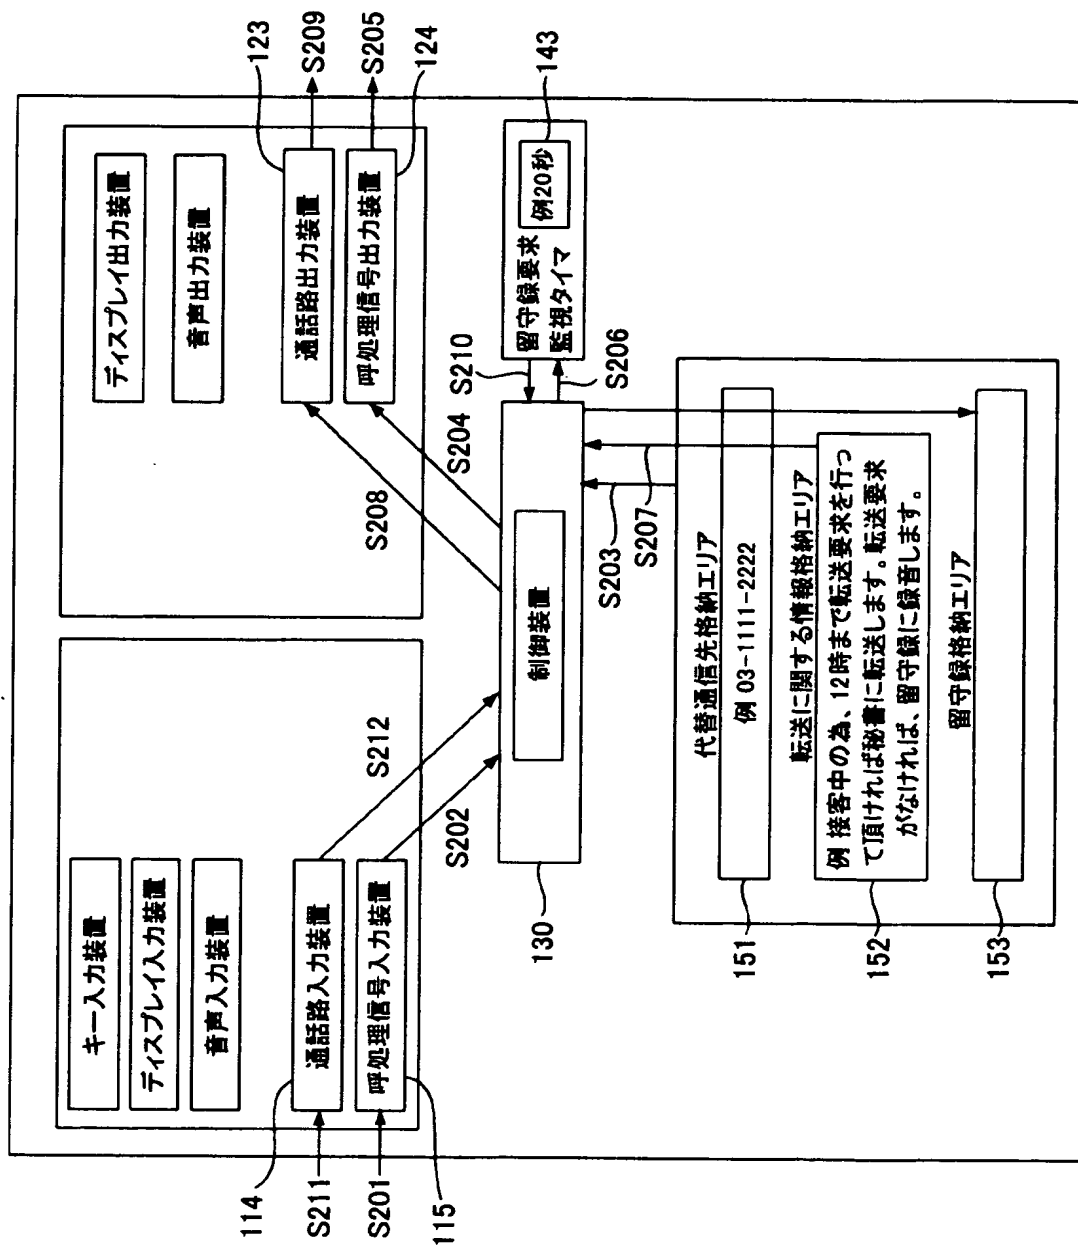 キー入力装置
ディスプレイ入力装置
音声入力装置
114
S211
通話路入力装置
S201
呼処理信号入力装置
115
S212
S202
ディスプレイ出力装置
音声出力装置
123
通話路出力装置
S209
呼処理信号出力装置
S205
124
S208
S204
130
制御装置
S210
S206
留守録要求
監視タイマ
例20秒
143
S203
S207
代替通信先格納エリア
151
例 03-1111-2222
転送に関する情報格納エリア
152
例 接客中の為、12時まで転送要求を行っ
て頂ければ秘書に転送します。転送要求
がなければ、留守録に録音します。
留守録格納エリア
153